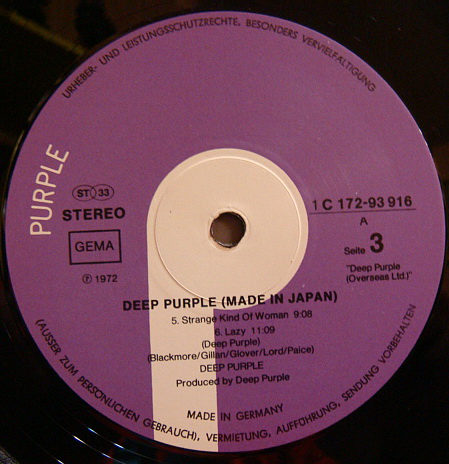 URHEBER- UND LEISTUNGSSCHUTZRECHTE, BESONDERS VERVIELFÄLTIGUNG
PURPLE
ST 33
STEREO
GEMA
℗ 1972
1 C 172-93 916
A
Seite 3
"Deep Purple
(Overseas Ltd.)"
DEEP PURPLE (MADE IN JAPAN)
5. Strange Kind Of Woman 9:08
6. Lazy 11:09
(Deep Purple)
(Blackmore/Gillan/Glover/Lord/Paice)
DEEP PURPLE
Produced by Deep Purple
MADE IN GERMANY
(AUSSER ZUM PERSÖNLICHEN GEBRAUCH), VERMIETUNG, AUFFÜHRUNG, SENDUNG VORBEHALTEN